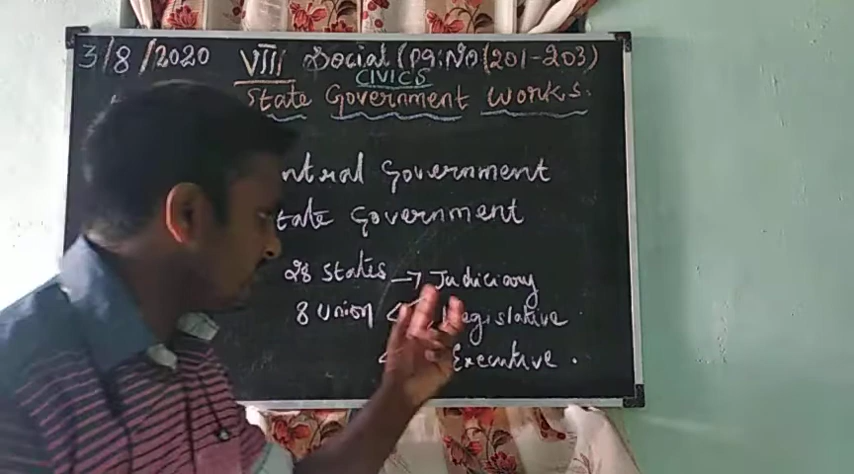 3/8/2020 VIII Social (Pg:No(201-203)
CIVICS
State Government Works:
ntral Government
tate Government
28 states → Judiciary
8 Union egislative
Executive.